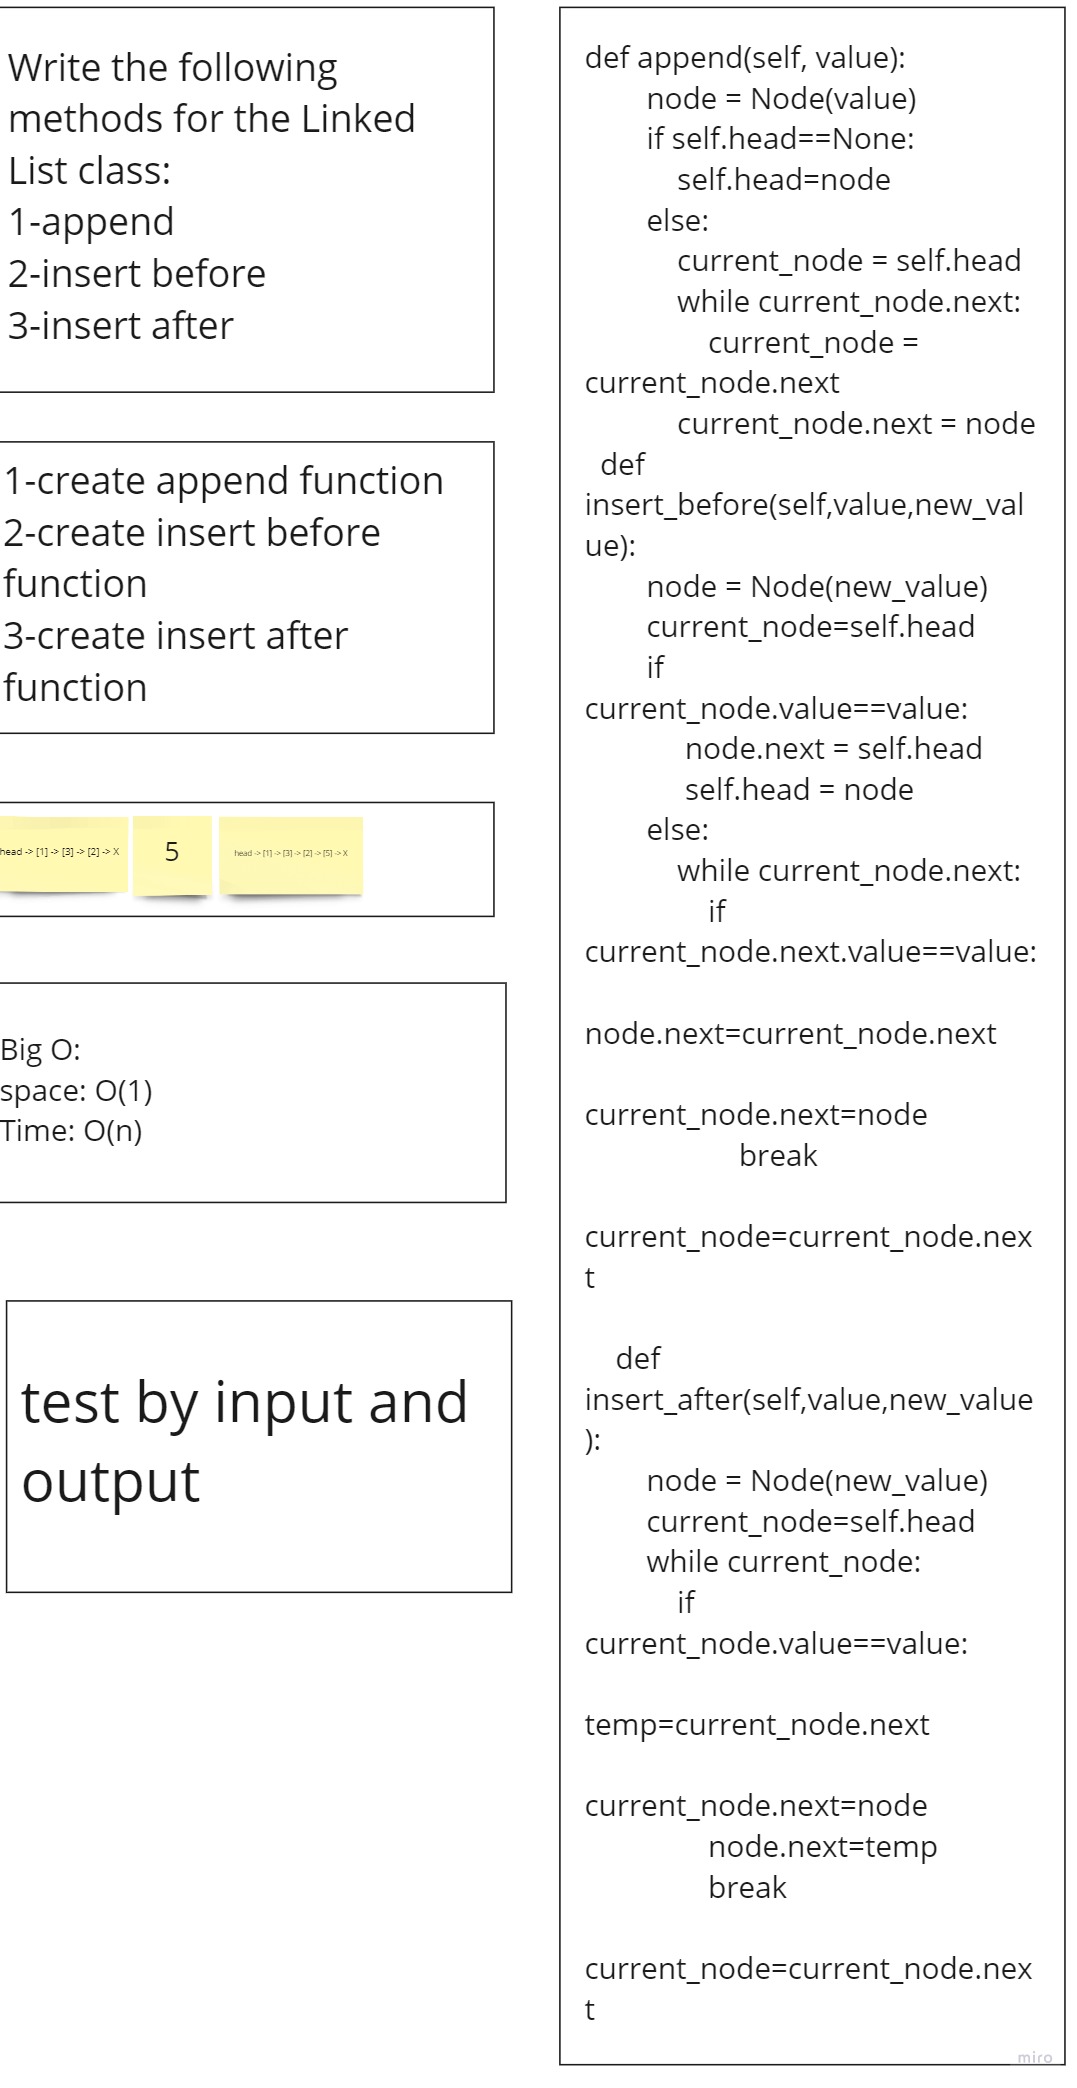 Write the following
methods for the Linked
List class:
1-append
2-insert before
3-insert after
1-create append function
2-create insert before
function
3-create insert after
function
head -> [1] -> [3] -> [2] -> X
5
head -> [1] -> [3] -> [2] -> [5] -> X
Big O:
space: O(1)
Time: O(n)
test by input and
output
def append(self, value):
node = Node(value)
if self.head==None:
self.head=node
else:
current_node = self.head
while current_node.next:
current_node =
current_node.next
current_node.next = node
def
insert_before(self,value,new_val
ue):
node = Node(new_value)
current_node=self.head
if
current_node.value==value:
node.next = self.head
self.head = node
else:
while current_node.next:
if
current_node.next.value==value:
node.next=current_node.next
current_node.next=node
break
current_node=current_node.nex
t
def
insert_after(self,value,new_value
):
node = Node(new_value)
current_node=self.head
while current_node:
if
current_node.value==value:
temp=current_node.next
current_node.next=node
node.next=temp
break
current_node=current_node.nex
t
miro